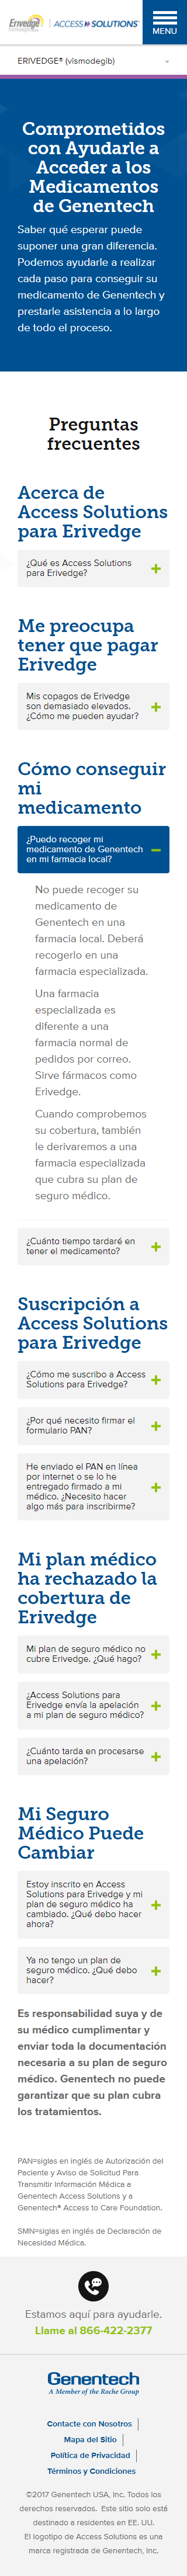 Erivedge
ACCESS SOLUTIONS®
MENU
ERIVEDGE® (vismodegib)
Comprometidos
con Ayudarle a
Acceder a los
Medicamentos
de Genentech
Saber qué esperar puede
suponer una gran diferencia.
Podemos ayudarle a realizar
cada paso para conseguir su
medicamento de Genentech y
prestarle asistencia a lo largo
de todo el proceso.
Preguntas
frecuentes
Acerca de
Access Solutions
para Erivedge
¿Qué es Access Solutions
para Erivedge?
Me preocupa
tener que pagar
Erivedge
Mis copagos de Erivedge
son demasiado elevados.
¿Cómo me pueden ayudar?
Cómo conseguir
mi
medicamento
¿Puedo recoger mi
medicamento de Genentech
en mi farmacia local?
No puede recoger su
medicamento de
Genentech en una
farmacia local. Deberá
recogerlo en una
farmacia especializada.
Una farmacia
especializada es
diferente a una
farmacia normal de
pedidos por correo.
Sirve fármacos como
Erivedge.
Cuando comprobemos
su cobertura, también
le derivaremos a una
farmacia especializada
que cubra su plan de
seguro médico.
¿Cuánto tiempo tardaré en
tener el medicamento?
Suscripción a
Access Solutions
para Erivedge
¿Cómo me suscribo a Access
Solutions para Erivedge?
¿Por qué necesito firmar el
formulario PAN?
He enviado el PAN en línea
por internet o se lo he
entregado firmado a mi
médico. ¿Necesito hacer
algo más para inscribirme?
Mi plan médico
ha rechazado la
cobertura de
Erivedge
Mi plan de seguro médico no
cubre Erivedge. ¿Qué hago?
¿Access Solutions para
Erivedge envía la apelación
a mi plan de seguro médico?
¿Cuánto tarda en procesarse
una apelación?
Mi Seguro
Médico Puede
Cambiar
Estoy inscrito en Access
Solutions para Erivedge y mi
plan de seguro médico ha
cambiado. ¿Qué debo hacer
ahora?
Ya no tengo un plan de
seguro médico. ¿Qué debo
hacer?
Es responsabilidad suya y de
su médico cumplimentar y
enviar toda la documentación
necesaria a su plan de seguro
médico. Genentech no puede
garantizar que su plan cubra
los tratamientos.
PAN=siglas en inglés de Autorización del
Paciente y Aviso de Solicitud Para
Transmitir Información Médica a
Genentech Access Solutions y a
Genentech® Access to Care Foundation.
SMN=siglas en inglés de Declaración de
Necesidad Médica.
Estamos aquí para ayudarle.
Llame al 866-422-2377
Genentech
A Member of the Roche Group
Contacte con Nosotros
Mapa del Sitio
Política de Privacidad
Términos y Condiciones
©2017 Genentech USA, Inc. Todos los
derechos reservados. Este sitio solo está
destinado a residentes en EE. UU.
El logotipo de Access Solutions es una
marca registrada de Genentech, Inc.